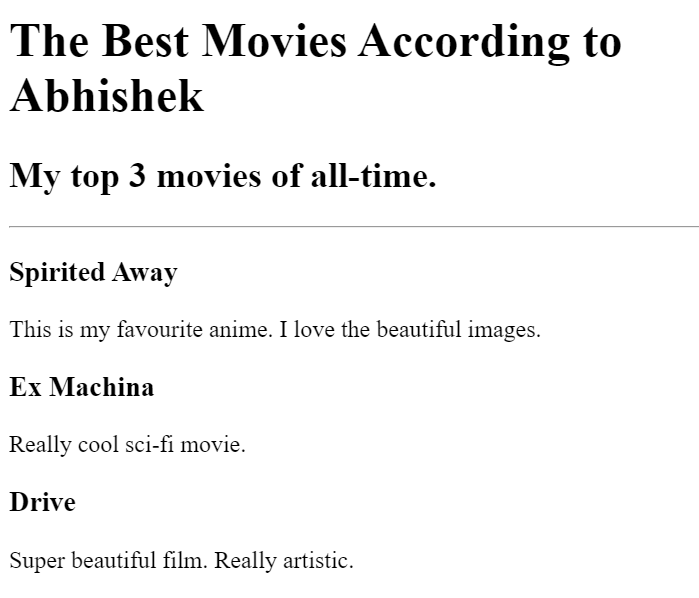 The Best Movies According to
Abhishek
My top 3 movies of all-time.
Spirited Away
This is my favourite anime. I love the beautiful images.
Ex Machina
Really cool sci-fi movie.
Drive
Super beautiful film. Really artistic.